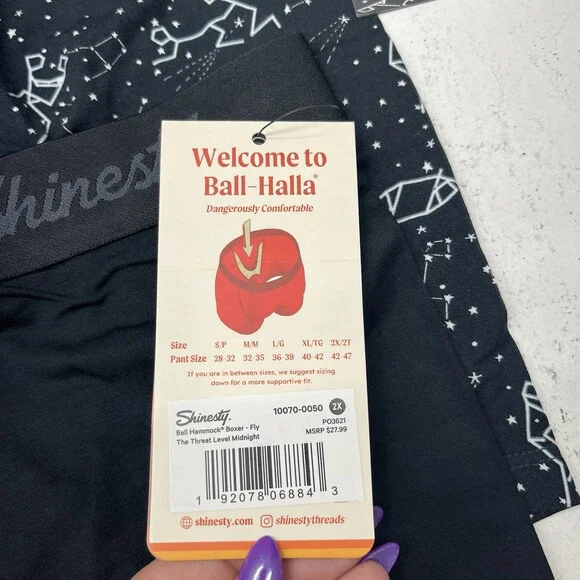 Shinesty
Welcome to
Ball-Halla®
Dangerously Comfortable
Size S/P M/M L/G XL/TG 2X/2T
Pant Size 28-32 32-35 36-39 40-42 42-47
If you are in between sizes, we suggest sizing
down for a more supportive fit.
Shinesty. 10070-0050 2X
Ball Hammock® Boxer - Fly PO3621
The Threat Level Midnight MSRP $27.99
1 92078 06884 3
shinesty.com shinestythreads